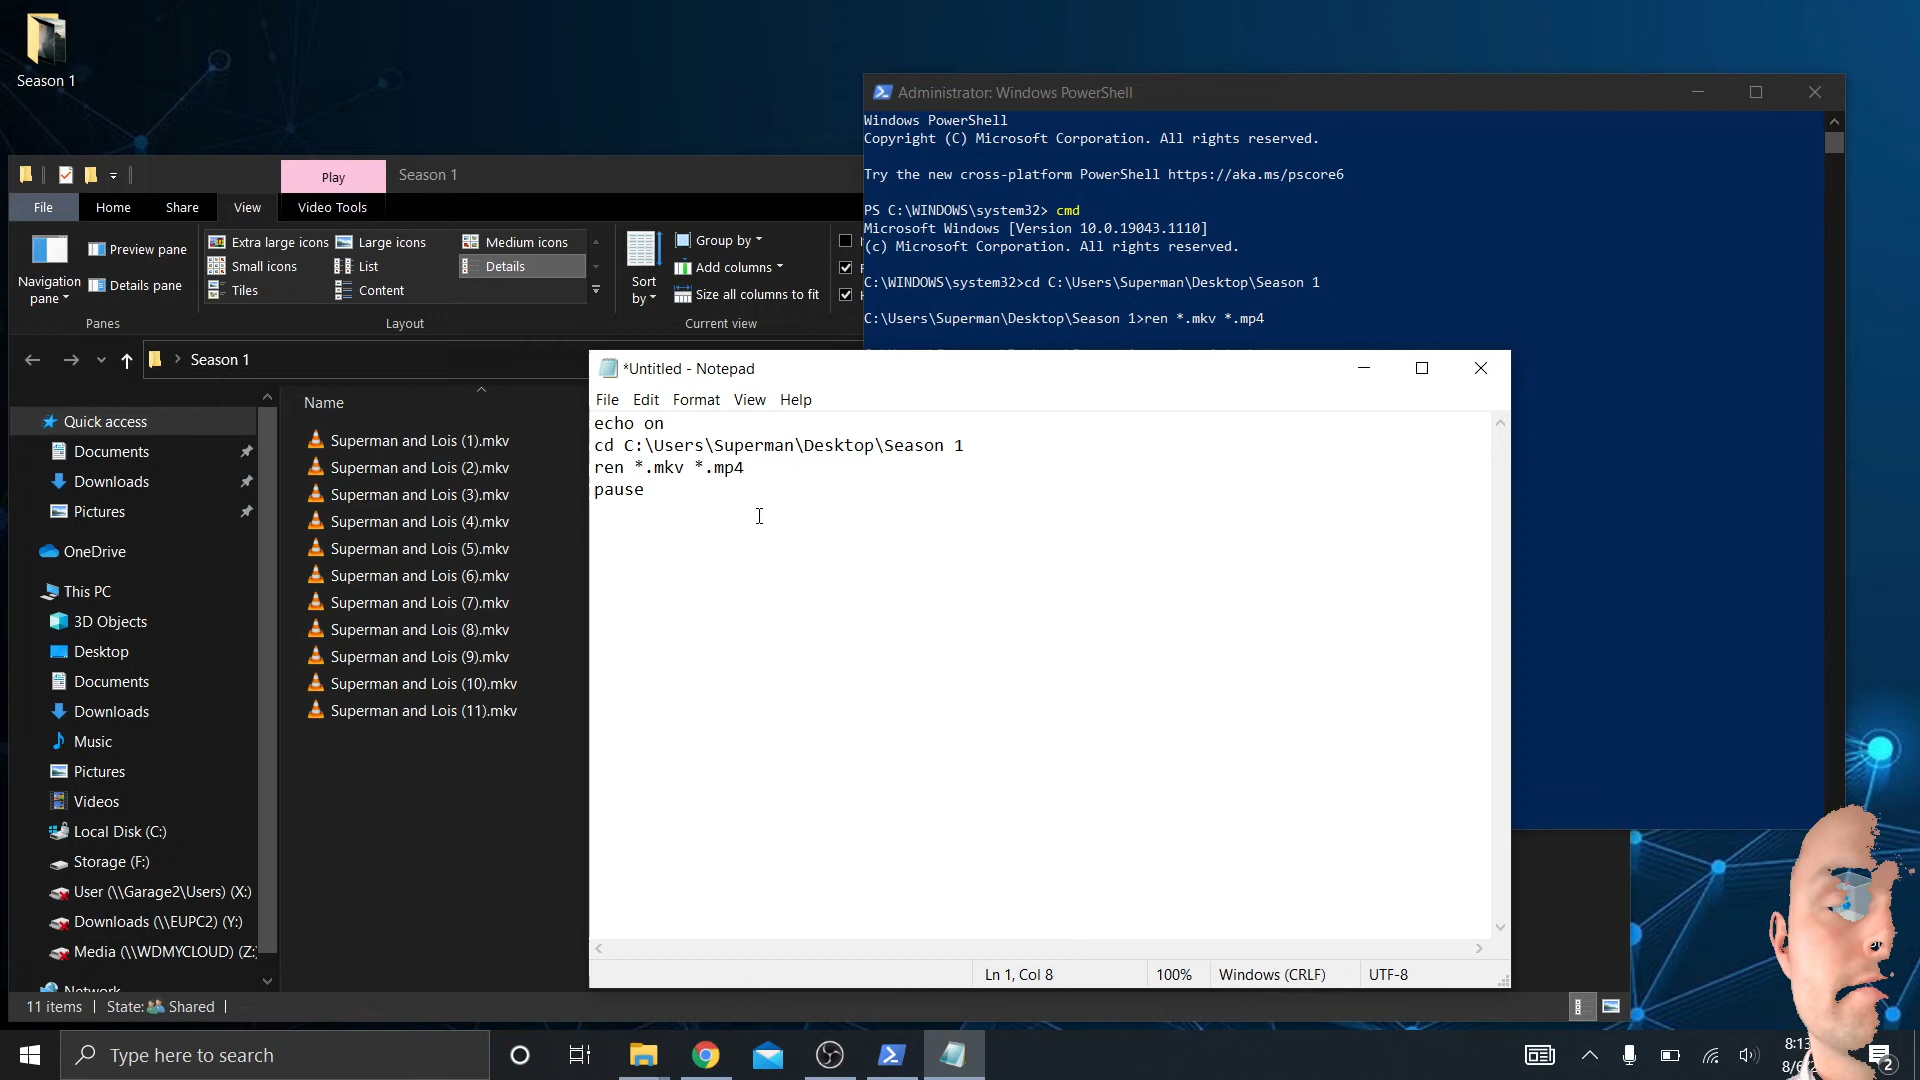 Season 1
Play
Season 1
File
Home
Share
View
Video Tools
Navigation pane
Preview pane
Details pane
Extra large icons
Large icons
Medium icons
Small icons
List
Details
Tiles
Content
Sort by
Group by
Add columns
Size all columns to fit
Panes
Layout
Current view
Season 1
Name
Quick access
Documents
Downloads
Pictures
OneDrive
This PC
3D Objects
Desktop
Documents
Downloads
Music
Pictures
Videos
Local Disk (C:)
Storage (F:)
User (\\Garage2\Users) (X:)
Downloads (\\EUPC2) (Y:)
Media (\\WDMYCLOUD) (Z:
Network
Superman and Lois (1).mkv
Superman and Lois (2).mkv
Superman and Lois (3).mkv
Superman and Lois (4).mkv
Superman and Lois (5).mkv
Superman and Lois (6).mkv
Superman and Lois (7).mkv
Superman and Lois (8).mkv
Superman and Lois (9).mkv
Superman and Lois (10).mkv
Superman and Lois (11).mkv
11 items
State: Shared
Administrator: Windows PowerShell
Windows PowerShell
Copyright (C) Microsoft Corporation. All rights reserved.
Try the new cross-platform PowerShell https://aka.ms/pscore6
PS C:\WINDOWS\system32> cmd
Microsoft Windows [Version 10.0.19043.1110]
(c) Microsoft Corporation. All rights reserved.
C:\WINDOWS\system32>cd C:\Users\Superman\Desktop\Season 1
C:\Users\Superman\Desktop\Season 1>ren *.mkv *.mp4
*Untitled - Notepad
File Edit Format View Help
echo on
cd C:\Users\Superman\Desktop\Season 1
ren *.mkv *.mp4
pause
Ln 1, Col 8
100%
Windows (CRLF)
UTF-8
Type here to search
8:13
8/6/2
2